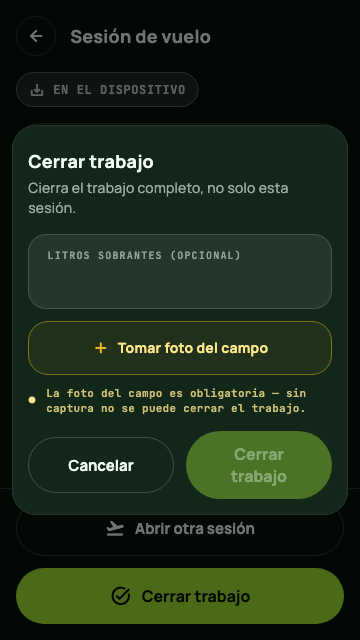 Sesión de vuelo
EN EL DISPOSITIVO
Cerrar trabajo
Cierra el trabajo completo, no solo esta
sesión.
LITROS SOBRANTES (OPCIONAL)
Tomar foto del campo
La foto del campo es obligatoria — sin
captura no se puede cerrar el trabajo.
Cancelar
Cerrar
trabajo
Abrir otra sesión
Cerrar trabajo